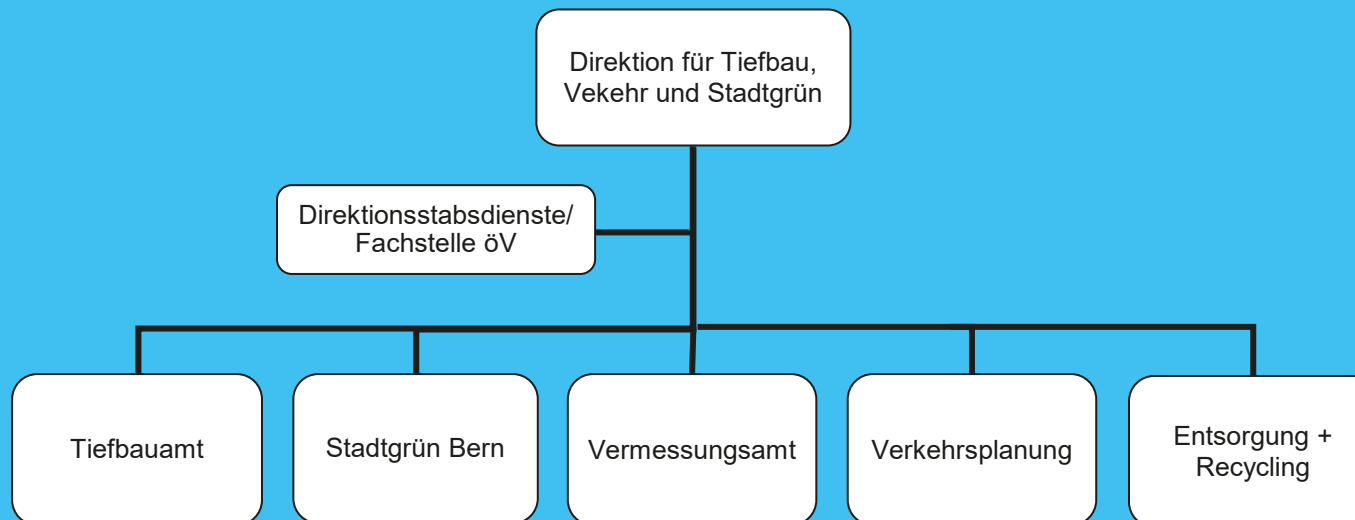 Direktion für Tiefbau,
Vekehr und Stadtgrün
Direktionsstabsdienste/
Fachstelle öV
Tiefbauamt
Stadtgrün Bern
Vermessungsamt
Verkehrsplanung
Entsorgung +
Recycling